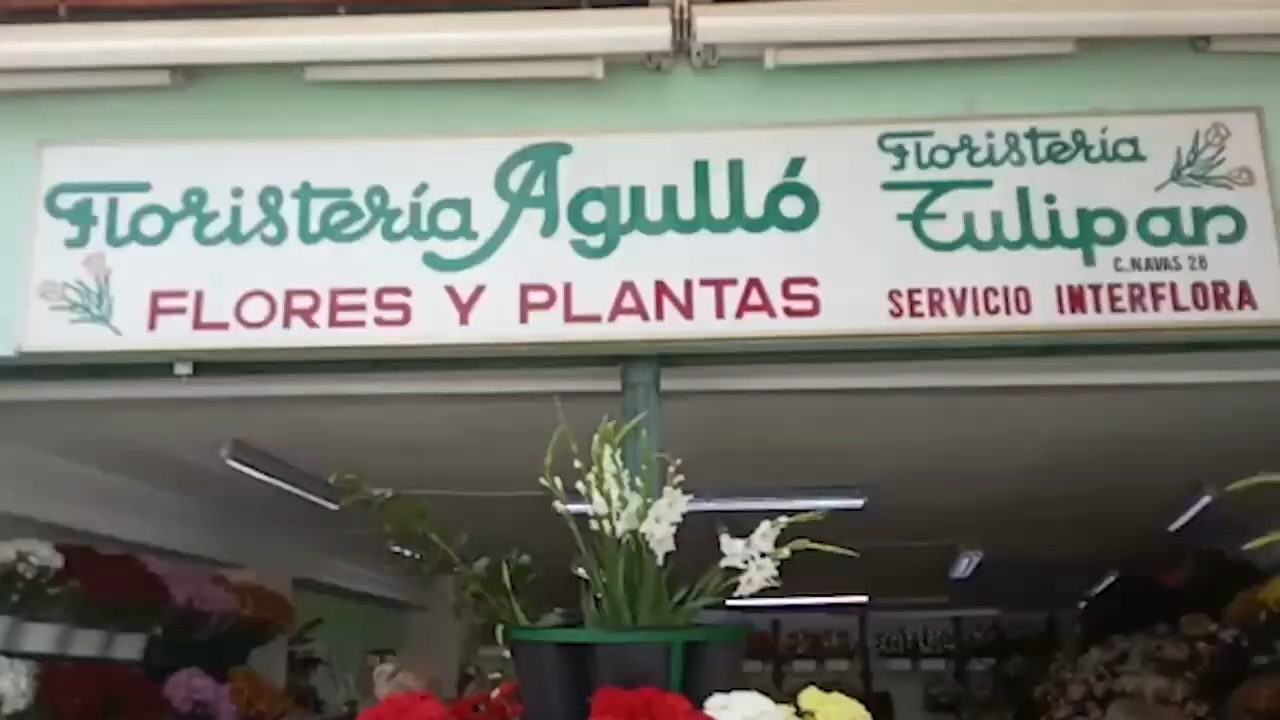 Floristería Agulló
FLORES Y PLANTAS
Floristería
Tulipan
C. NAVAS 28
SERVICIO INTERFLORA